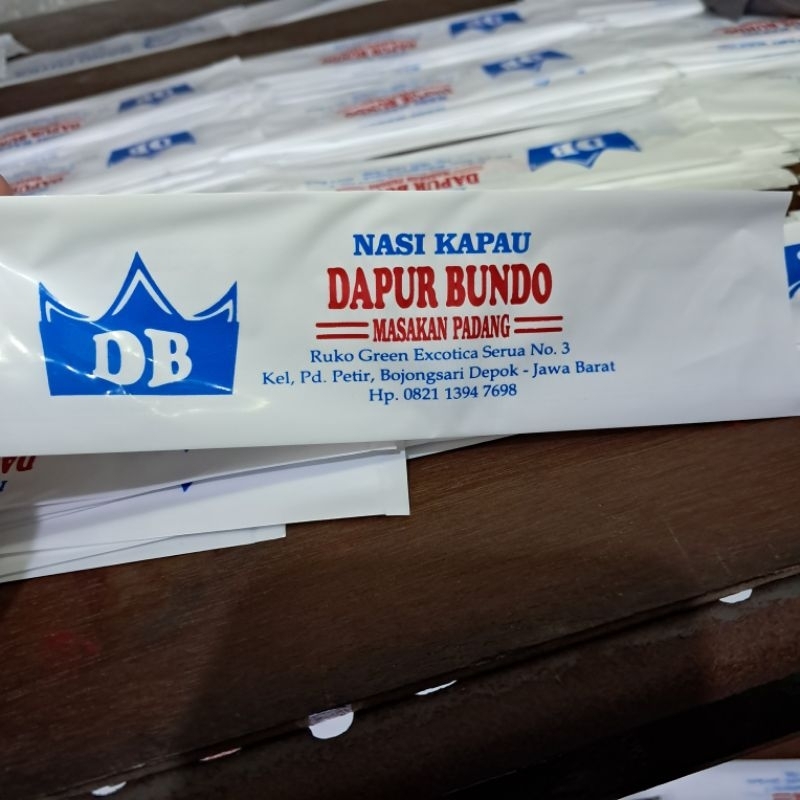 DB
NASI KAPAU
DAPUR BUNDO
MASAKAN PADANG
Ruko Green Excotica Serua No. 3
Kel, Pd. Petir, Bojongsari Depok - Jawa Barat
Hp. 0821 1394 7698